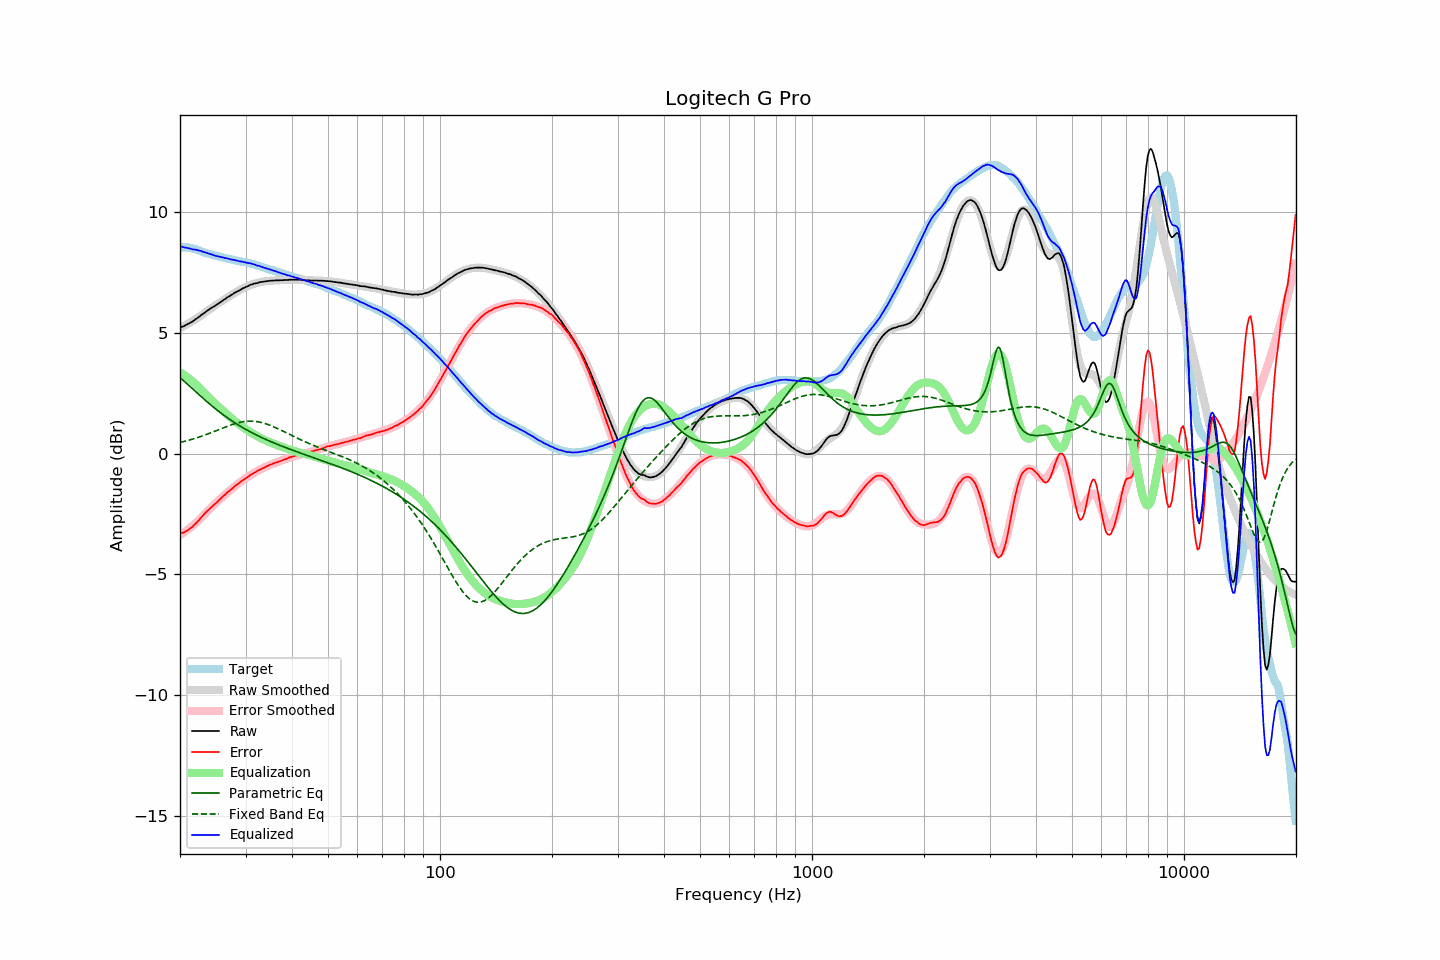 Logitech G Pro
Amplitude (dBr)
10
5
0
−5
−10
−15
Target
Raw Smoothed
Error Smoothed
Raw
Error
Equalization
Parametric Eq
Fixed Band Eq
Equalized
100
1000
10000
Frequency (Hz)